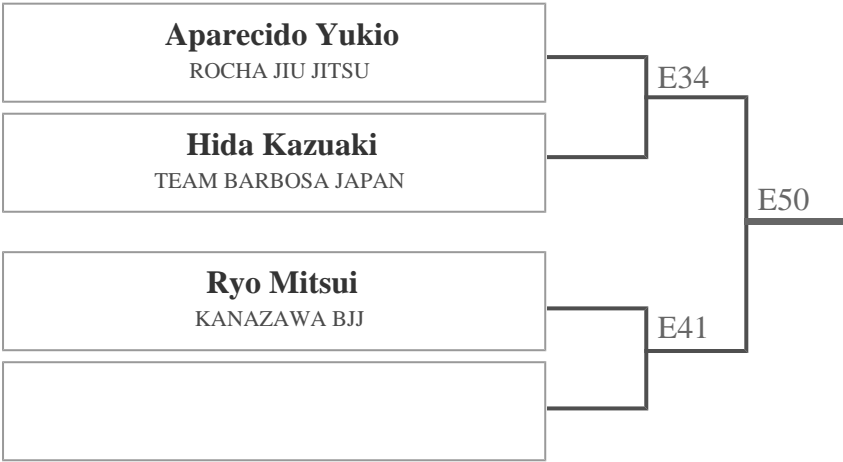 Aparecido Yukio
ROCHA JIU JITSU
E34
Hida Kazuaki
TEAM BARBOSA JAPAN
E50
Ryo Mitsui
KANAZAWA BJJ
E41